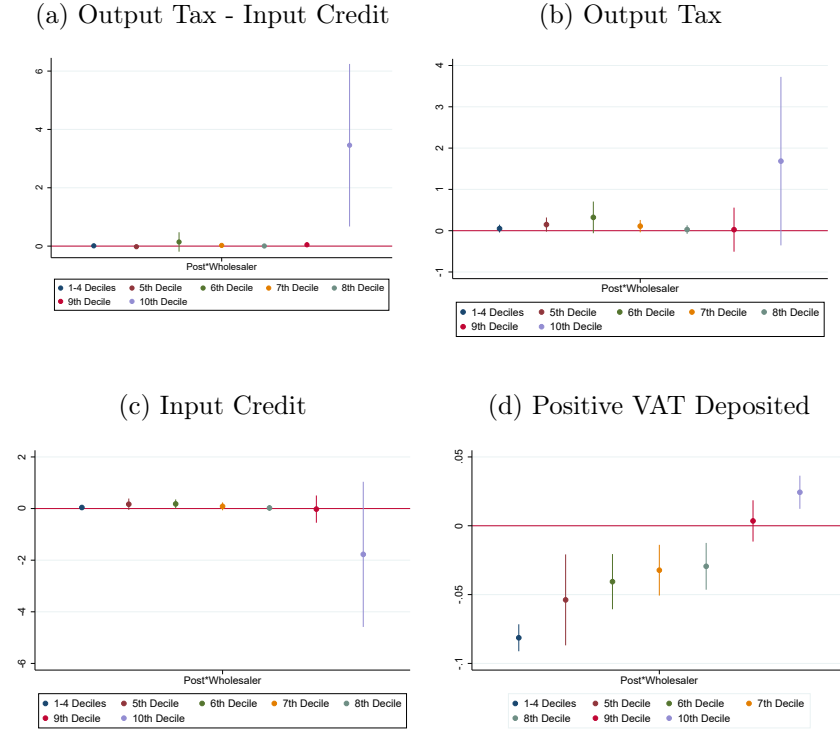 (a) Output Tax - Input Credit
6
4
2
0
Post*Wholesaler
1-4 Deciles 5th Decile 6th Decile 7th Decile 8th Decile
9th Decile 10th Decile
(b) Output Tax
4
3
2
1
0
-1
Post*Wholesaler
1-4 Deciles 5th Decile 6th Decile 7th Decile 8th Decile
9th Decile 10th Decile
(c) Input Credit
2
0
-2
-4
-6
Post*Wholesaler
1-4 Deciles 5th Decile 6th Decile 7th Decile 8th Decile
9th Decile 10th Decile
(d) Positive VAT Deposited
.05
0
-.05
-.1
Post*Wholesaler
1-4 Deciles 5th Decile 6th Decile 7th Decile
8th Decile 9th Decile 10th Decile